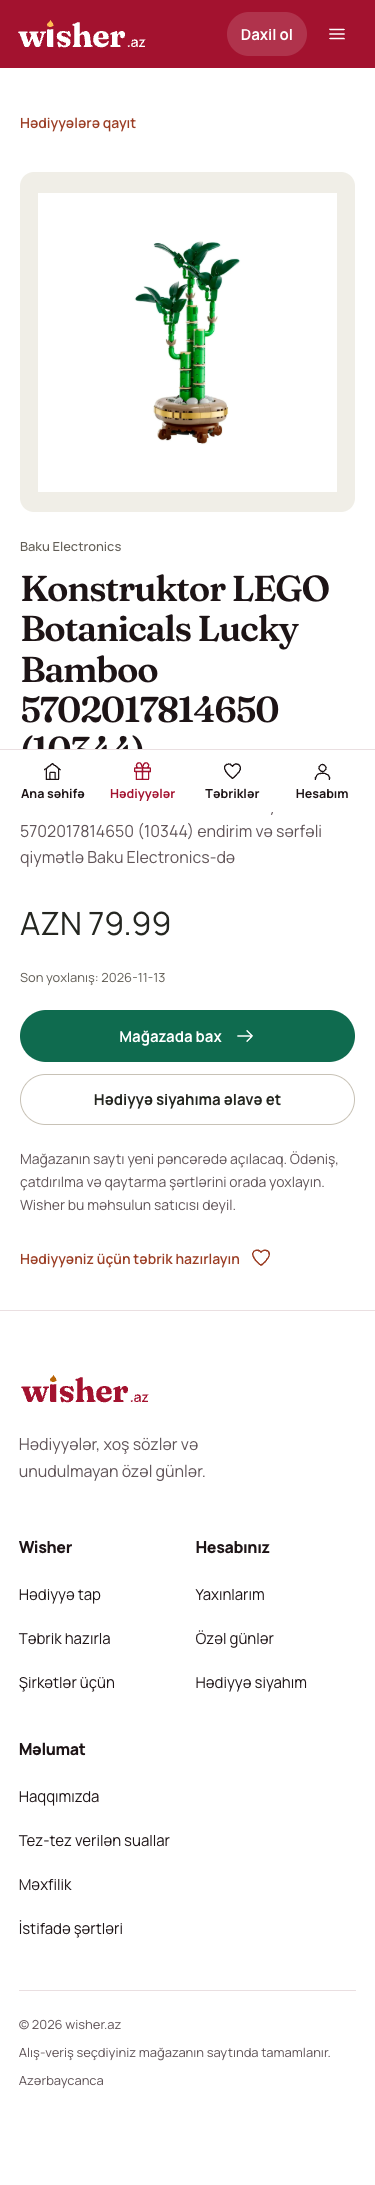 wisher.az
Daxil ol
Hədiyyələrə qayıt
Baku Electronics
Konstruktor LEGO
Botanicals Lucky
Bamboo
5702017814650
(10344)
Ana səhifə
Hədiyyələr
Təbriklər
Hesabım
5702017814650 (10344) endirim və sərfəli
qiymətlə Baku Electronics-də
AZN 79.99
Son yoxlanış: 2026-11-13
Mağazada bax
Hədiyyə siyahıma əlavə et
Mağazanın saytı yeni pəncərədə açılacaq. Ödəniş,
çatdırılma və qaytarma şərtlərini orada yoxlayın.
Wisher bu məhsulun satıcısı deyil.
Hədiyyəniz üçün təbrik hazırlayın
wisher.az
Hədiyyələr, xoş sözlər və
unudulmayan özəl günlər.
Wisher
Hədiyyə tap
Təbrik hazırla
Şirkətlər üçün
Hesabınız
Yaxınlarım
Özəl günlər
Hədiyyə siyahım
Məlumat
Haqqımızda
Tez-tez verilən suallar
Məxfilik
İstifadə şərtləri
© 2026 wisher.az
Alış-veriş seçdiyiniz mağazanın saytında tamamlanır.
Azərbaycanca